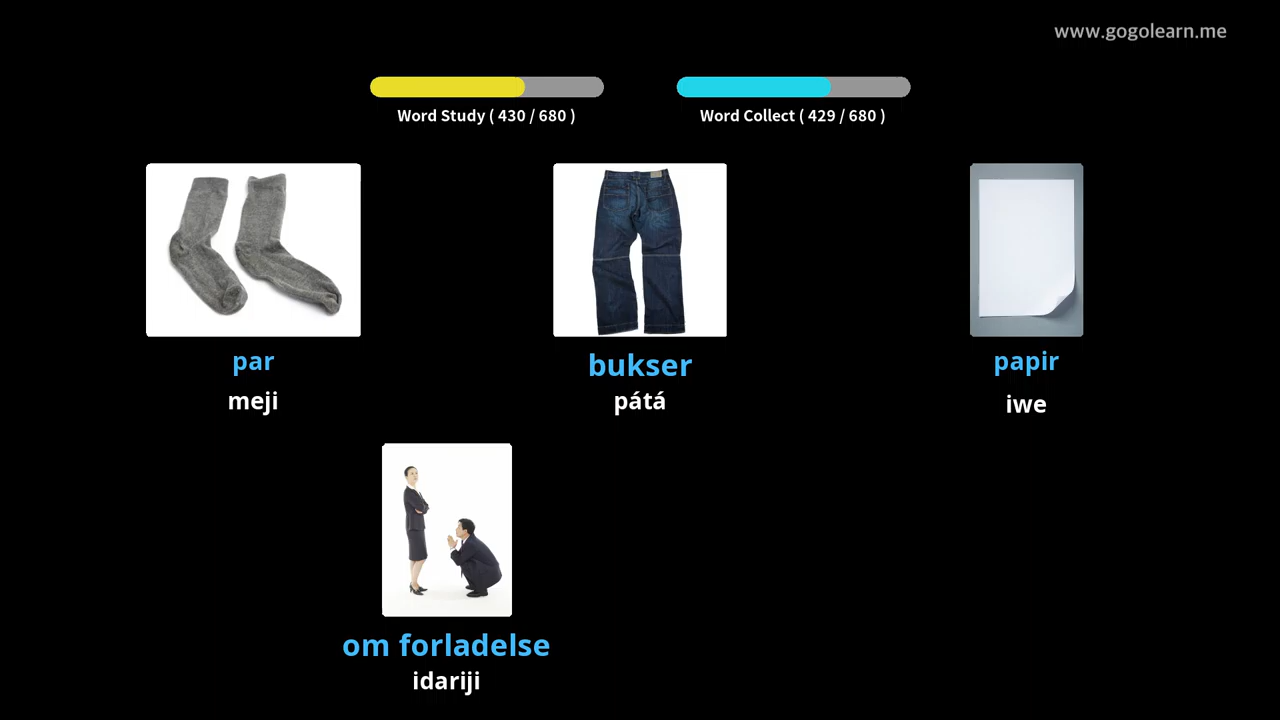 www.gogolearn.me
Word Study ( 430 / 680 )
Word Collect ( 429 / 680 )
par
meji
bukser
pátá
papir
iwe
om forladelse
idariji